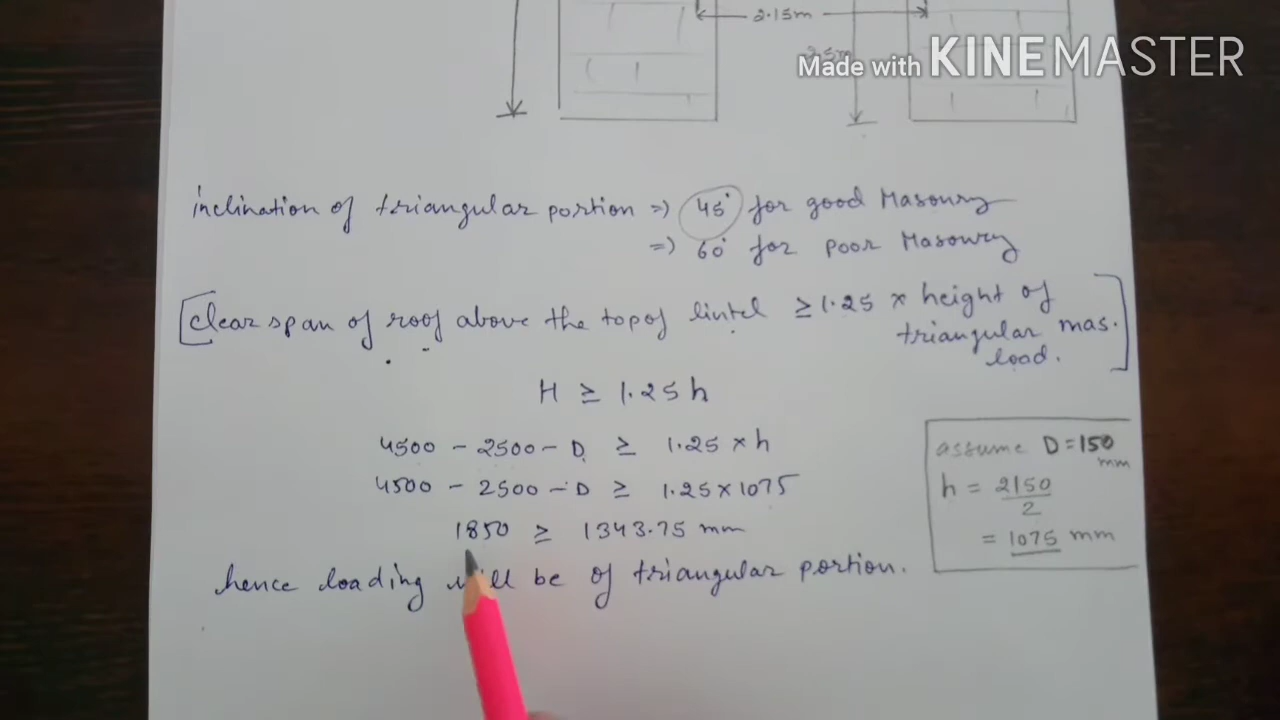 2.15m
2.5m
Made with KINEMASTER
inclination of triangular portion => 45° for good Masonry
=> 60° for poor Masonry
[clear span of roof above the top of lintel ≥ 1.25 × height of
triangular mas.
load.]
H ≥ 1.25h
4500 - 2500 - D ≥ 1.25 × h
4500 - 2500 - D ≥ 1.25 × 1075
1850 ≥ 1343.75 mm
hence loading will be of triangular portion.
assume D = 150
mm
h = 2150/2
= 1075 mm